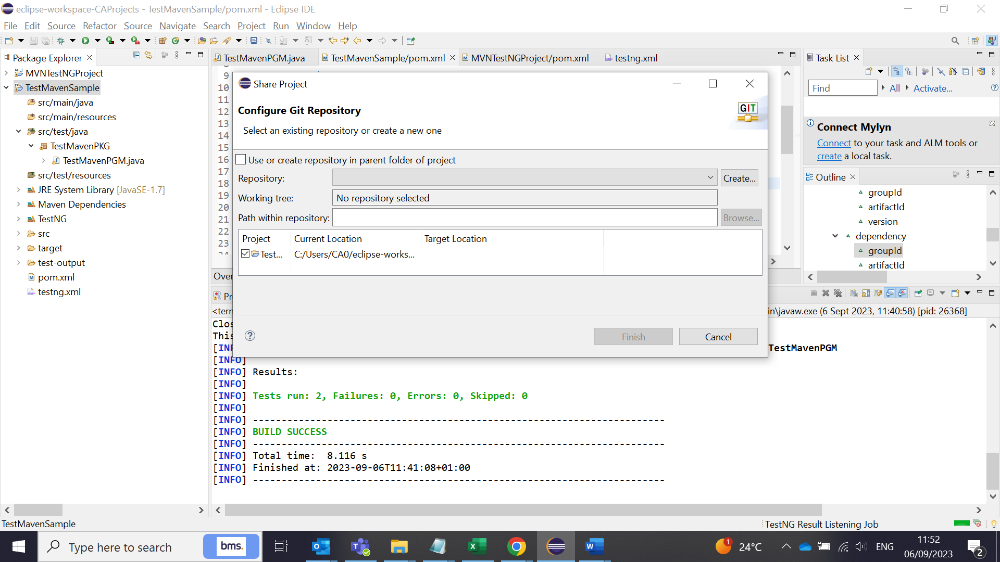 eclipse-workspace-CAProjects - TestMavenSample/pom.xml - Eclipse IDE
File Edit Source Refactor Source Navigate Search Project Run Window Help
Package Explorer
MVNTestNGProject
TestMavenSample
src/main/java
src/main/resources
src/test/java
TestMavenPKG
TestMavenPGM.java
src/test/resources
JRE System Library [JavaSE-1.7]
Maven Dependencies
TestNG
src
target
test-output
pom.xml
testng.xml
TestMavenPGM.java TestMavenSample/pom.xml MVNTestNGProject/pom.xml testng.xml
9
10
11
12
13
14
15
16
17
18
19
20
21
22
23
Over
Share Project
Configure Git Repository
Select an existing repository or create a new one
GIT
Use or create repository in parent folder of project
Repository: Create...
Working tree: No repository selected
Path within repository: Browse...
Project Current Location Target Location
Test... C:/Users/CA0/eclipse-works...
Finish Cancel
Task List
Find All Activate...
Connect Mylyn
Connect to your task and ALM tools or
create a local task.
Outline
groupId
artifactId
version
dependency
groupId
artifactId
Pr
<tern in\javaw.exe (6 Sept 2023, 11:40:58) [pid: 26368]
Clos
This
[INF TestMavenPGM
[INFO]
[INFO] Results:
[INFO]
[INFO] Tests run: 2, Failures: 0, Errors: 0, Skipped: 0
[INFO]
[INFO] ------------------------------------------------------------------------
[INFO] BUILD SUCCESS
[INFO] ------------------------------------------------------------------------
[INFO] Total time:  8.116 s
[INFO] Finished at: 2023-09-06T11:41:08+01:00
[INFO] ------------------------------------------------------------------------
TestMavenSample
TestNG Result Listening Job
Type here to search
bms.
1
24°C
ENG
11:52
06/09/2023
2